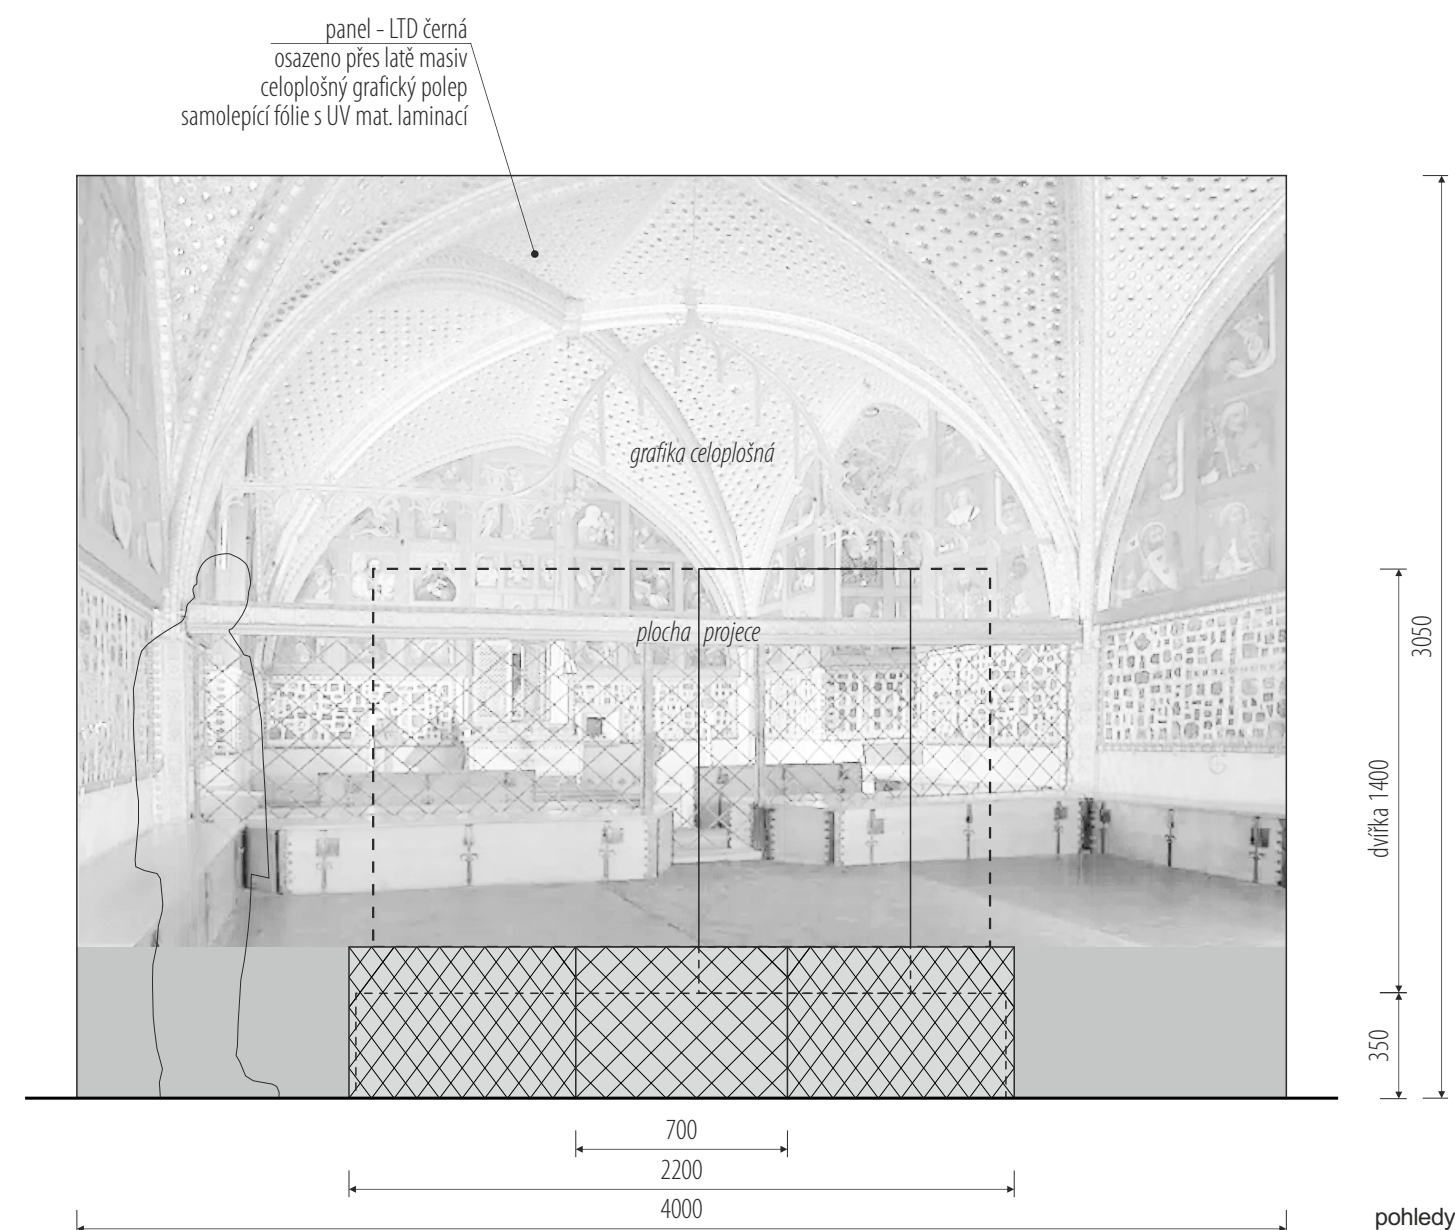 panel - LTD černá
osazeno přes latě masiv
celoplošný grafický polep
samolepící fólie s UV mat. laminací
grafika celoplošná
plocha projece
3050
dvířka 1400
350
700
2200
4000
pohledy